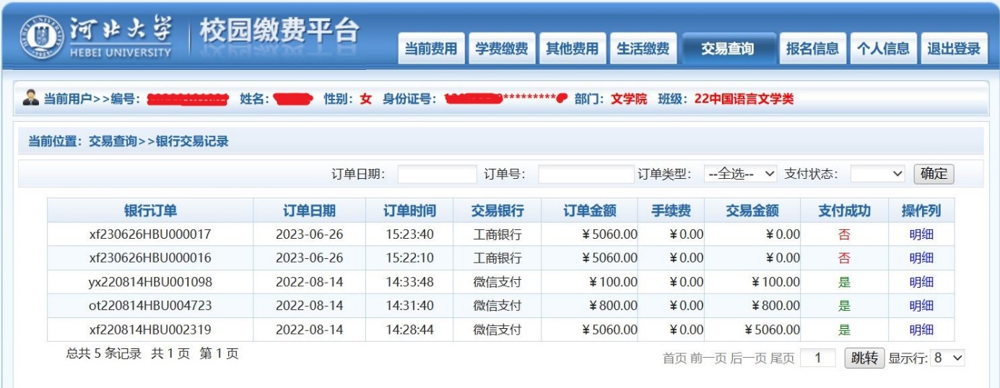 河北大学 校园缴费平台
HEBEI UNIVERSITY
当前费用 学费缴费 其他费用 生活缴费 交易查询 报名信息 个人信息 退出登录
当前用户>>编号: 姓名: 性别: 女 身份证号: ********* 部门: 文学院 班级: 22中国语言文学类
当前位置: 交易查询>>银行交易记录
订单日期: 订单号: 订单类型: --全选-- 支付状态: 确定
银行订单 订单日期 订单时间 交易银行 订单金额 手续费 交易金额 支付成功 操作列
xf230626HBU000017 2023-06-26 15:23:40 工商银行 ￥5060.00 ￥0.00 ￥0.00 否 明细
xf230626HBU000016 2023-06-26 15:22:10 工商银行 ￥5060.00 ￥0.00 ￥0.00 否 明细
yx220814HBU001098 2022-08-14 14:33:48 微信支付 ￥100.00 ￥0.00 ￥100.00 是 明细
ot220814HBU004723 2022-08-14 14:31:40 微信支付 ￥800.00 ￥0.00 ￥800.00 是 明细
xf220814HBU002319 2022-08-14 14:28:44 微信支付 ￥5060.00 ￥0.00 ￥5060.00 是 明细
总共 5 条记录 共 1 页 第 1 页
首页 前一页 后一页 尾页 1 跳转 显示行: 8